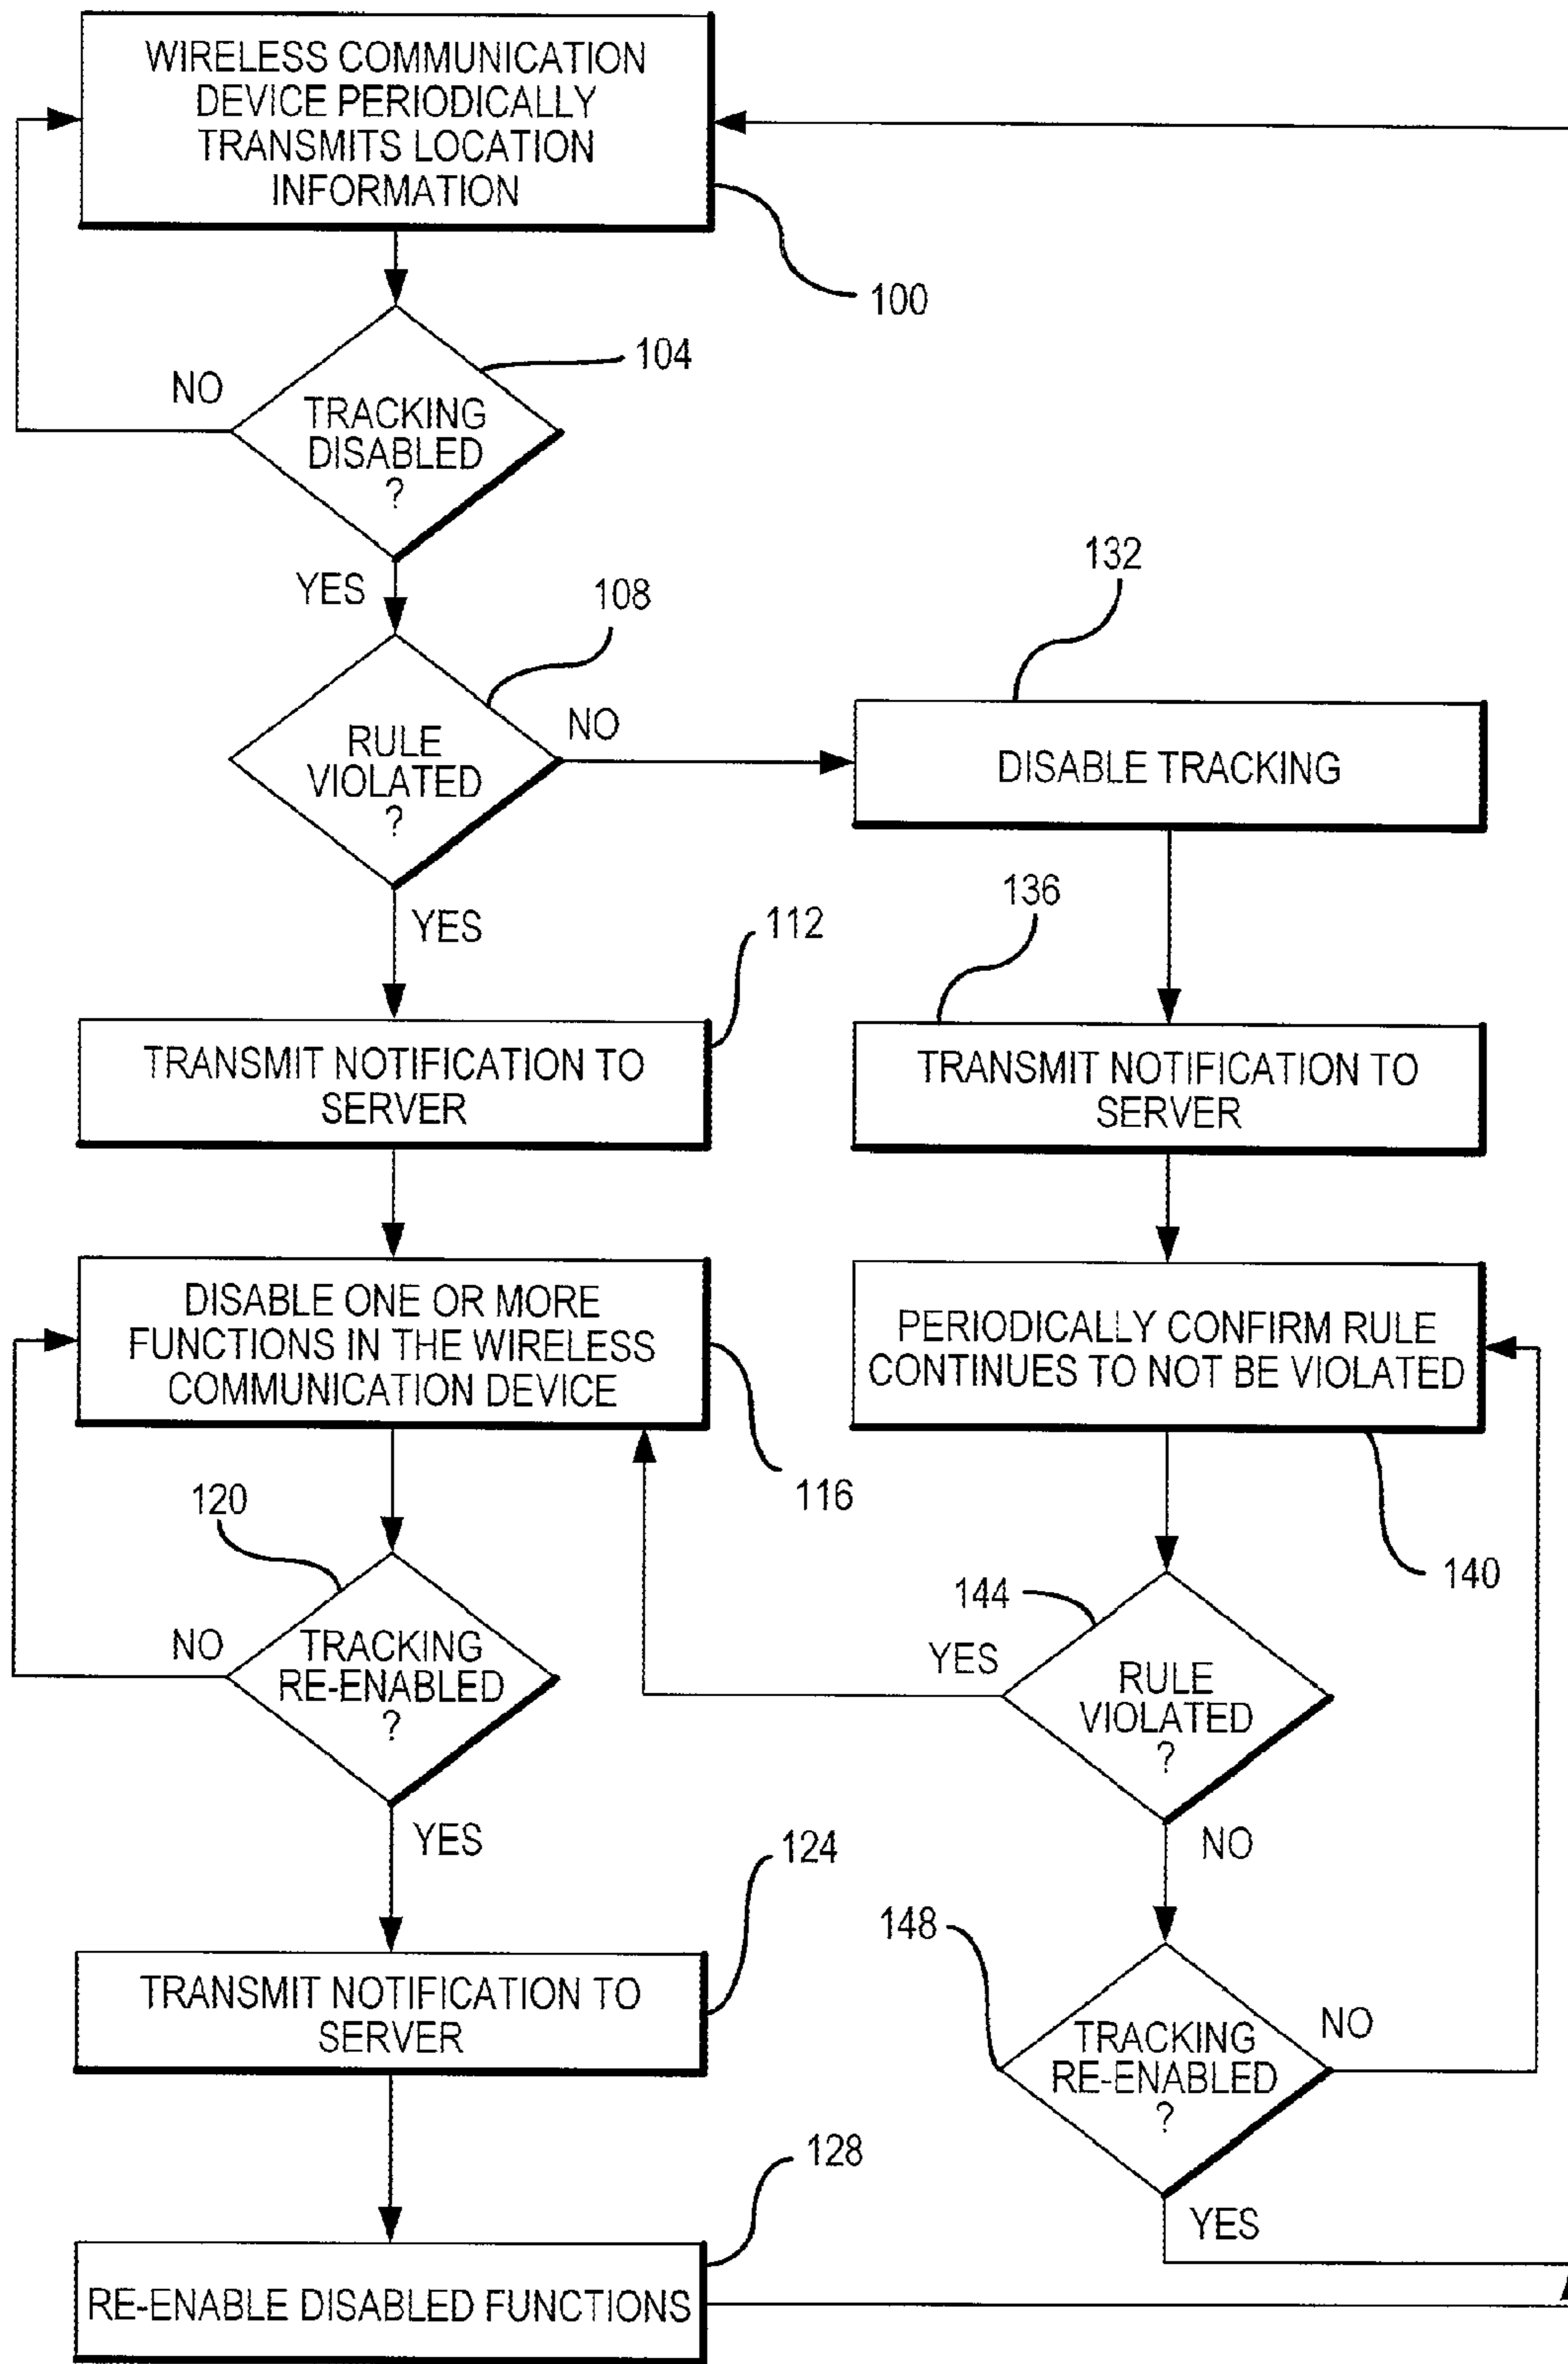 WIRELESS COMMUNICATION
DEVICE PERIODICALLY
TRANSMITS LOCATION
INFORMATION
100
104
NO
TRACKING
DISABLED
?
YES
108
RULE
VIOLATED
?
NO
YES
132
DISABLE TRACKING
112
TRANSMIT NOTIFICATION TO
SERVER
136
TRANSMIT NOTIFICATION TO
SERVER
DISABLE ONE OR MORE
FUNCTIONS IN THE WIRELESS
COMMUNICATION DEVICE
116
PERIODICALLY CONFIRM RULE
CONTINUES TO NOT BE VIOLATED
140
120
NO
TRACKING
RE-ENABLED
?
YES
144
YES
RULE
VIOLATED
?
NO
124
TRANSMIT NOTIFICATION TO
SERVER
148
TRACKING
RE-ENABLED
?
NO
YES
128
RE-ENABLE DISABLED FUNCTIONS